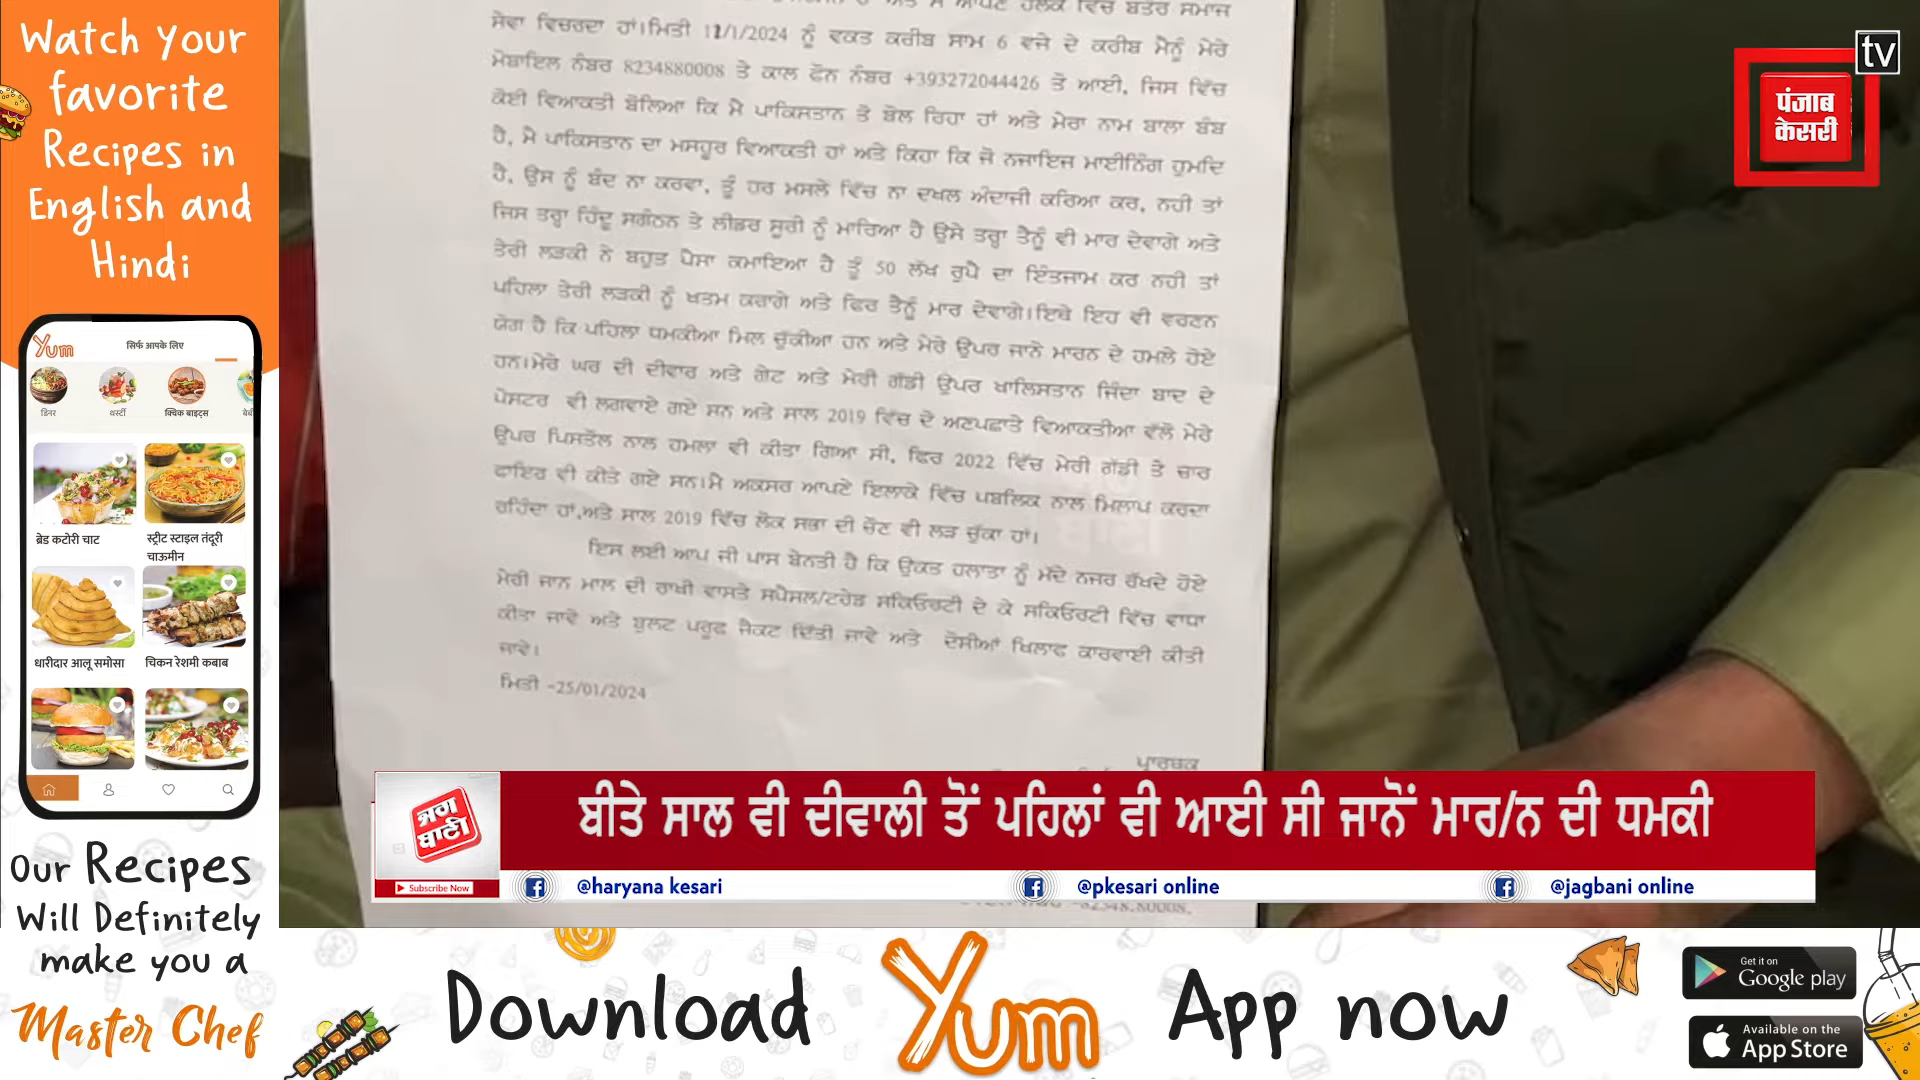 Watch your
favorite
Recipes in
English and
Hindi
Yum
सिर्फ आपके लिए
डिनर
थर्स्टी
क्विक बाइट्स
ब्रेड कटोरी चाट
स्ट्रीट स्टाइल तंदूरी
चाऊमीन
धारीदार आलू समोसा
चिकन रेशमी कबाब
Our Recipes
Will Definitely
make you a
Master Chef
ਸੇਵਾ ਵਿਚਰਦਾ ਹਾਂ।ਮਿਤੀ 11/1/2024 ਨੂੰ ਵਕਤ ਕਰੀਬ ਸਾਮ 6 ਵਜੇ ਦੇ ਕਰੀਬ ਮੈਨੂੰ ਮੇਰੇ
ਮੋਬਾਇਲ ਨੰਬਰ 8234880008 ਤੇ ਕਾਲ ਫੋਨ ਨੰਬਰ +393272044426 ਤੋ ਆਈ, ਜਿਸ ਵਿੱਚ
ਕੋਈ ਵਿਆਕਤੀ ਬੋਲਿਆ ਕਿ ਮੈ ਪਾਕਿਸਤਾਨ ਤੋ ਬੋਲ ਰਿਹਾ ਹਾਂ ਅਤੇ ਮੇਰਾ ਨਾਮ ਬਾਲਾ ਬੰਬ
ਹੈ, ਮੈ ਪਾਕਿਸਤਾਨ ਦਾ ਮਸਹੂਰ ਵਿਆਕਤੀ ਹਾਂ ਅਤੇ ਕਿਹਾ ਕਿ ਜੋ ਨਜਾਇਜ ਮਾਈਨਿੰਗ ਹੁਮਦਿ
ਹੈ, ਉਸ ਨੂੰ ਬੰਦ ਨਾ ਕਰਵਾ, ਤੂੰ ਹਰ ਮਸਲੇ ਵਿੱਚ ਨਾ ਦਖਲ ਅੰਦਾਜੀ ਕਰਿਆ ਕਰ, ਨਹੀ ਤਾਂ
ਜਿਸ ਤਰ੍ਹਾ ਹਿੰਦੂ ਸਗੰਠਨ ਤੇ ਲੀਡਰ ਸੂਰੀ ਨੂੰ ਮਾਰਿਆ ਹੈ ਉਸੇ ਤਰ੍ਹਾ ਤੈਨੂੰ ਵੀ ਮਾਰ ਦੇਵਾਗੇ ਅਤੇ
ਤੇਰੀ ਲੜਕੀ ਨੇ ਬਹੁਤ ਪੈਸਾ ਕਮਾਇਆ ਹੈ ਤੂੰ 50 ਲੱਖ ਰੁਪੈ ਦਾ ਇੰਤਜਾਮ ਕਰ ਨਹੀ ਤਾਂ
ਪਹਿਲਾ ਤੇਰੀ ਲੜਕੀ ਨੂੰ ਖਤਮ ਕਰਾਗੇ ਅਤੇ ਫਿਰ ਤੈਨੂੰ ਮਾਰ ਦੇਵਾਗੇ।ਇਥੇ ਇਹ ਵੀ ਵਰਣਨ
ਯੋਗ ਹੈ ਕਿ ਪਹਿਲਾ ਧਮਕੀਆ ਮਿਲ ਚੁੱਕੀਆ ਹਨ ਅਤੇ ਮੇਰੇ ਉਪਰ ਜਾਨੋ ਮਾਰਨ ਦੇ ਹਮਲੇ ਹੋਏ
ਹਨ।ਮੇਰੇ ਘਰ ਦੀ ਦੀਵਾਰ ਅਤੇ ਗੇਟ ਅਤੇ ਮੇਰੀ ਗੱਡੀ ਉਪਰ ਖਾਲਿਸਤਾਨ ਜਿੰਦਾ ਬਾਦ ਦੇ
ਪੋਸਟਰ ਵੀ ਲਗਵਾਏ ਗਏ ਸਨ ਅਤੇ ਸਾਲ 2019 ਵਿੱਚ ਦੋ ਅਣਪਛਾਤੇ ਵਿਆਕਤੀਆ ਵੱਲੋ ਮੇਰੇ
ਉਪਰ ਪਿਸਤੌਲ ਨਾਲ ਹਮਲਾ ਵੀ ਕੀਤਾ ਗਿਆ ਸੀ, ਫਿਰ 2022 ਵਿੱਚ ਮੇਰੀ ਗੱਡੀ ਤੇ ਚਾਰ
ਫਾਇਰ ਵੀ ਕੀਤੇ ਗਏ ਸਨ।ਮੈ ਅਕਸਰ ਆਪਣੇ ਇਲਾਕੇ ਵਿੱਚ ਪਬਲਿਕ ਨਾਲ ਮਿਲਾਪ ਕਰਦਾ
ਰਹਿੰਦਾ ਹਾਂ,ਅਤੇ ਸਾਲ 2019 ਵਿੱਚ ਲੋਕ ਸਭਾ ਦੀ ਚੋਣ ਵੀ ਲੜ ਚੁੱਕਾ ਹਾਂ।
ਇਸ ਲਈ ਆਪ ਜੀ ਪਾਸ ਬੇਨਤੀ ਹੈ ਕਿ ਉਕਤ ਹਲਾਤਾ ਨੂੰ ਮੱਦੇ ਨਜਰ ਰੱਖਦੇ ਹੋਏ
ਮੇਰੀ ਜਾਨ ਮਾਲ ਦੀ ਰਾਖੀ ਵਾਸਤੇ ਸਪੈਸਲ/ਟਰੇਡ ਸਕਿਓਰਟੀ ਦੇ ਕੇ ਸਕਿਓਰਟੀ ਵਿੱਚ ਵਾਧਾ
ਕੀਤਾ ਜਾਵੇ ਅਤੇ ਬੁਲਟ ਪਰੂਫ ਜੈਕਟ ਦਿੱਤੀ ਜਾਵੇ ਅਤੇ ਦੋਸੀਆਂ ਖਿਲਾਫ ਕਾਰਵਾਈ ਕੀਤੀ
ਜਾਵੇ।
ਮਿਤੀ -25/01/2024
ਪ੍ਰਾਰਥਕ
tv
पंजाब
केसरी
ਜਗ
ਬਾਣੀ
Subscribe Now
ਬੀਤੇ ਸਾਲ ਵੀ ਦੀਵਾਲੀ ਤੋਂ ਪਹਿਲਾਂ ਵੀ ਆਈ ਸੀ ਜਾਨੋਂ ਮਾਰ/ਨ ਦੀ ਧਮਕੀ
@haryana kesari
@pkesari online
@jagbani online
Download Yum App now
Get it on
Google play
Available on the
App Store